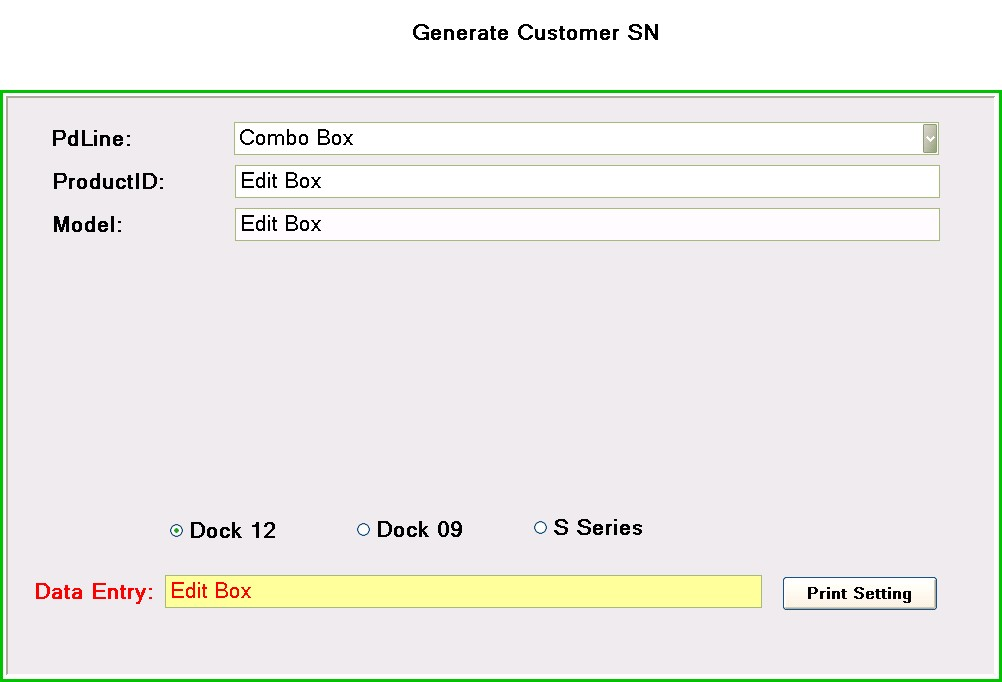 Generate Customer SN
PdLine: Combo Box
ProductID: Edit Box
Model: Edit Box
Dock 12 Dock 09 S Series
Data Entry: Edit Box Print Setting